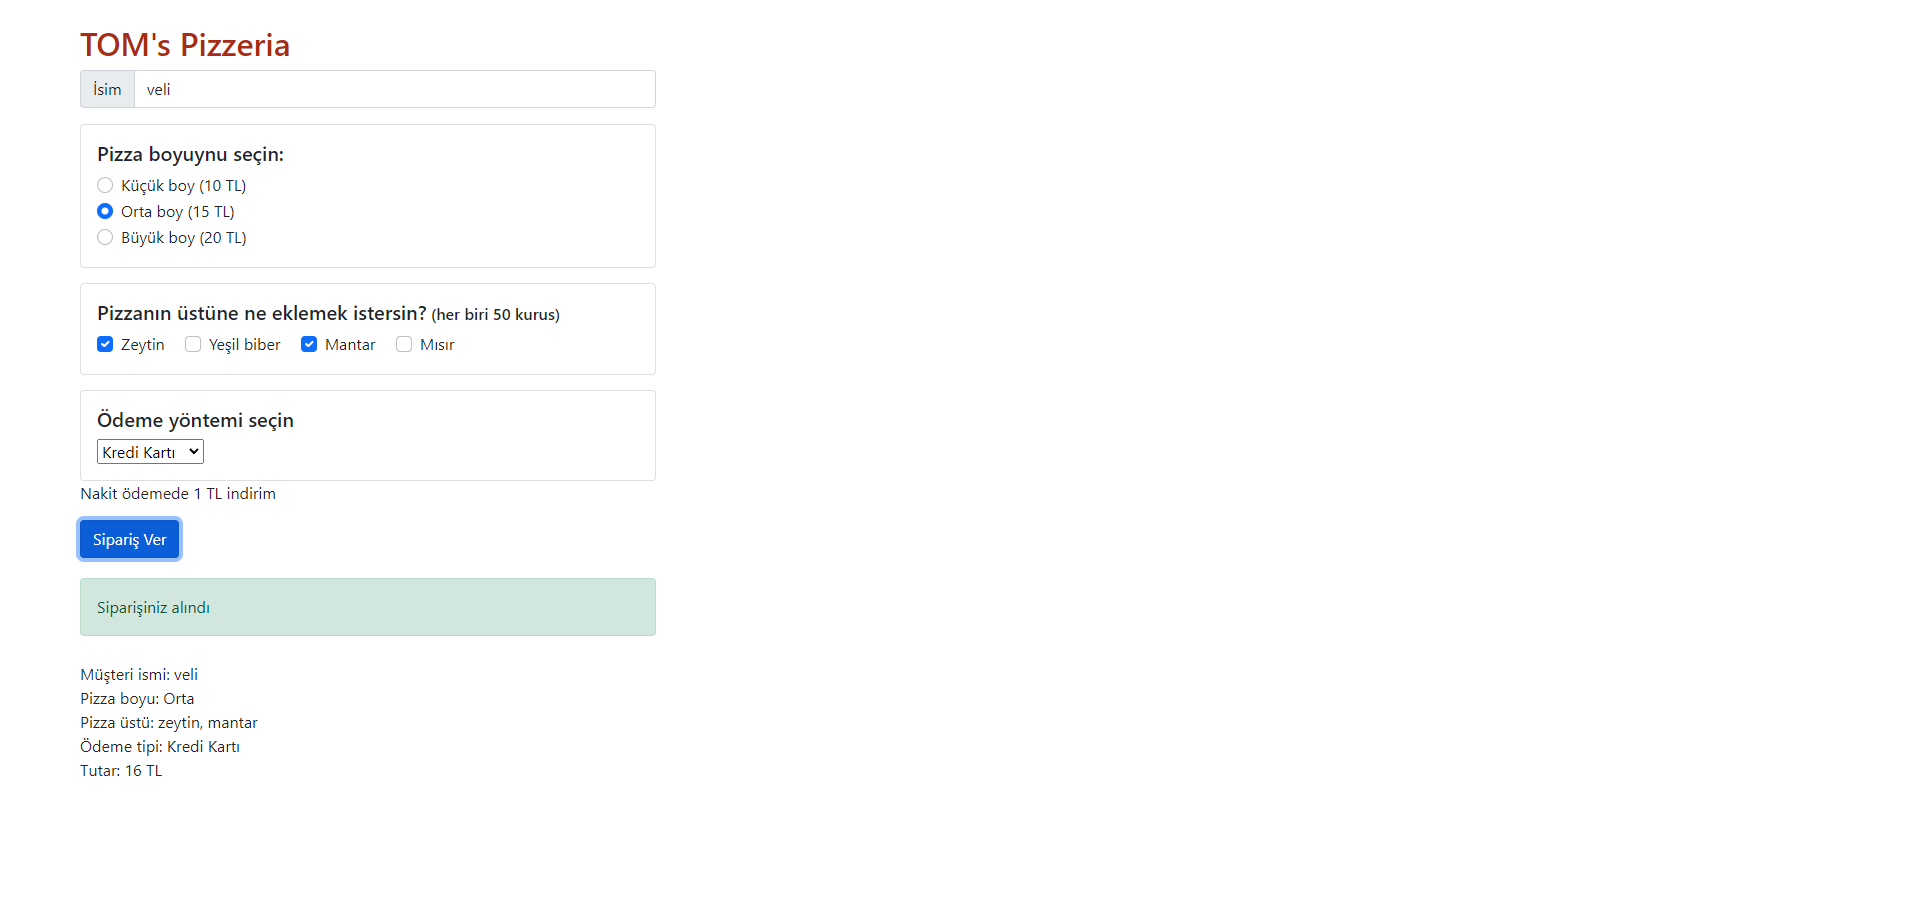 TOM's Pizzeria
İsim veli
Pizza boyuynu seçin:
Küçük boy (10 TL)
Orta boy (15 TL)
Büyük boy (20 TL)
Pizzanın üstüne ne eklemek istersin? (her biri 50 kurus)
Zeytin Yeşil biber Mantar Mısır
Ödeme yöntemi seçin
Kredi Kartı
Nakit ödemede 1 TL indirim
Sipariş Ver
Siparişiniz alındı
Müşteri ismi: veli
Pizza boyu: Orta
Pizza üstü: zeytin, mantar
Ödeme tipi: Kredi Kartı
Tutar: 16 TL